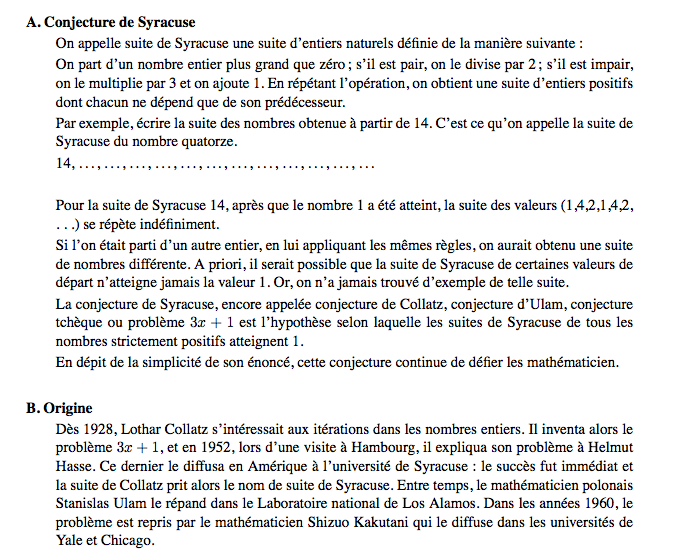 A. Conjecture de Syracuse
On appelle suite de Syracuse une suite d'entiers naturels définie de la manière suivante :
On part d'un nombre entier plus grand que zéro ; s'il est pair, on le divise par 2 ; s'il est impair,
on le multiplie par 3 et on ajoute 1. En répétant l'opération, on obtient une suite d'entiers positifs
dont chacun ne dépend que de son prédécesseur.
Par exemple, écrire la suite des nombres obtenue à partir de 14. C'est ce qu'on appelle la suite de
Syracuse du nombre quatorze.
14, ..., ..., ..., ..., ..., ..., ..., ..., ..., ..., ..., ...
Pour la suite de Syracuse 14, après que le nombre 1 a été atteint, la suite des valeurs (1,4,2,1,4,2,
. . .) se répète indéfiniment.
Si l'on était parti d'un autre entier, en lui appliquant les mêmes règles, on aurait obtenu une suite
de nombres différente. A priori, il serait possible que la suite de Syracuse de certaines valeurs de
départ n'atteigne jamais la valeur 1. Or, on n'a jamais trouvé d'exemple de telle suite.
La conjecture de Syracuse, encore appelée conjecture de Collatz, conjecture d'Ulam, conjecture
tchèque ou problème 3x + 1 est l'hypothèse selon laquelle les suites de Syracuse de tous les
nombres strictement positifs atteignent 1.
En dépit de la simplicité de son énoncé, cette conjecture continue de défier les mathématicien.
B. Origine
Dès 1928, Lothar Collatz s'intéressait aux itérations dans les nombres entiers. Il inventa alors le
problème 3x + 1, et en 1952, lors d'une visite à Hambourg, il expliqua son problème à Helmut
Hasse. Ce dernier le diffusa en Amérique à l'université de Syracuse : le succès fut immédiat et
la suite de Collatz prit alors le nom de suite de Syracuse. Entre temps, le mathématicien polonais
Stanislas Ulam le répand dans le Laboratoire national de Los Alamos. Dans les années 1960, le
problème est repris par le mathématicien Shizuo Kakutani qui le diffuse dans les universités de
Yale et Chicago.